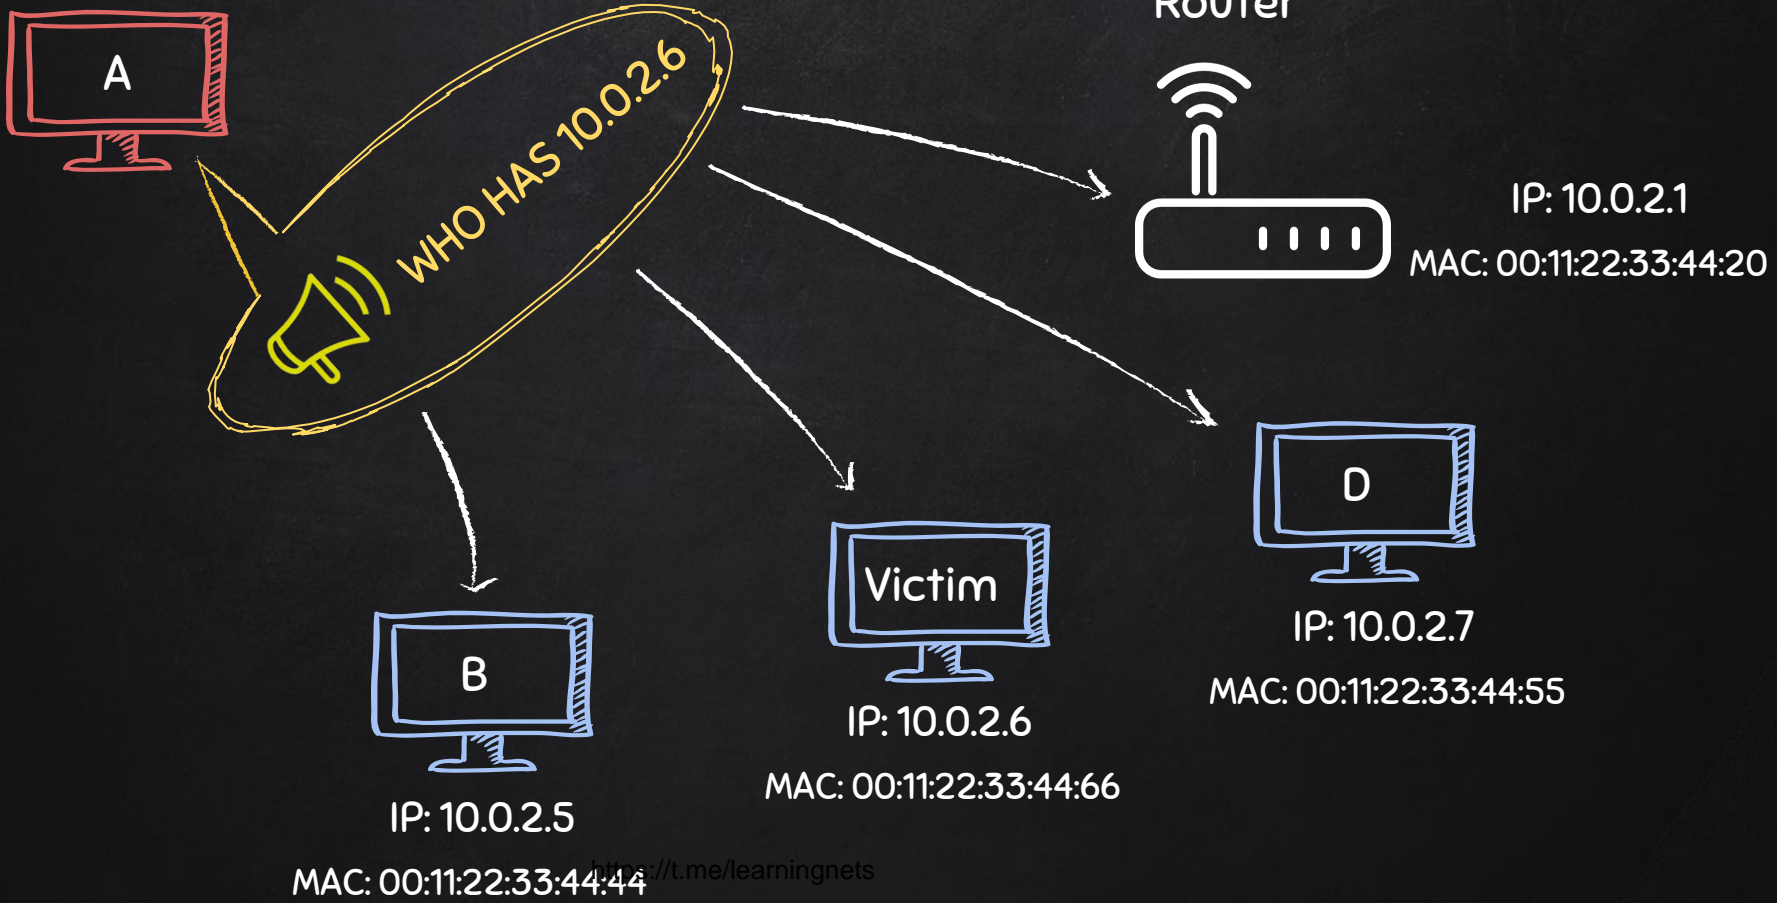 Router
A
WHO HAS 10.0.2.6
IP: 10.0.2.1
MAC: 00:11:22:33:44:20
D
IP: 10.0.2.7
MAC: 00:11:22:33:44:55
Victim
IP: 10.0.2.6
MAC: 00:11:22:33:44:66
B
IP: 10.0.2.5
MAC: 00:11:22:33:44:44
https://t.me/learningnets